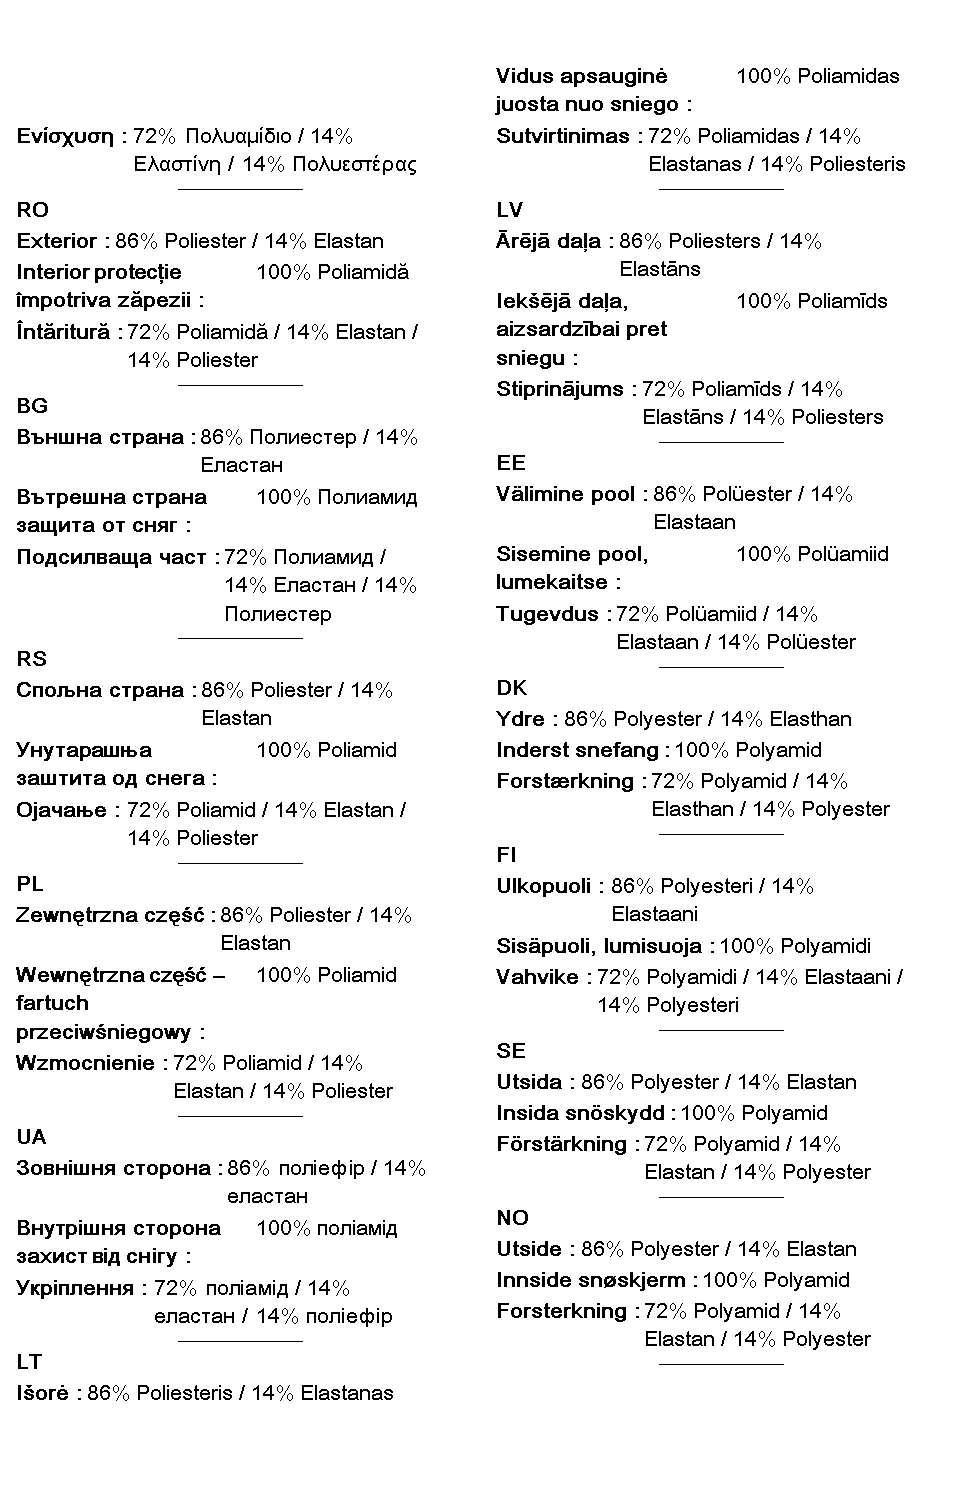 Ενίσχυση : 72% Πολυαμίδιο / 14%
Ελαστίνη / 14% Πολυεστέρας
RO
Exterior : 86% Poliester / 14% Elastan
Interior protecție 100% Poliamidă
împotriva zăpezii :
Întăritură : 72% Poliamidă / 14% Elastan /
14% Poliester
BG
Външна страна : 86% Полиестер / 14%
Еластан
Вътрешна страна 100% Полиамид
защита от сняг :
Подсилваща част : 72% Полиамид /
14% Еластан / 14%
Полиестер
RS
Спољна страна : 86% Poliester / 14%
Elastan
Унутарашња 100% Poliamid
заштита од снега :
Ојачање : 72% Poliamid / 14% Elastan /
14% Poliester
PL
Zewnętrzna część : 86% Poliester / 14%
Elastan
Wewnętrzna część – 100% Poliamid
fartuch
przeciwśniegowy :
Wzmocnienie : 72% Poliamid / 14%
Elastan / 14% Poliester
UA
Зовнішня сторона : 86% поліефір / 14%
еластан
Внутрішня сторона 100% поліамід
захист від снігу :
Укріплення : 72% поліамід / 14%
еластан / 14% поліефір
LT
Išorė : 86% Poliesteris / 14% Elastanas
Vidus apsauginė 100% Poliamidas
juosta nuo sniego :
Sutvirtinimas : 72% Poliamidas / 14%
Elastanas / 14% Poliesteris
LV
Ārējā daļa : 86% Poliesters / 14%
Elastāns
Iekšējā daļa, 100% Poliamīds
aizsardzībai pret
sniegu :
Stiprinājums : 72% Poliamīds / 14%
Elastāns / 14% Poliesters
EE
Välimine pool : 86% Polüester / 14%
Elastaan
Sisemine pool, 100% Polüamiid
lumekaitse :
Tugevdus : 72% Polüamiid / 14%
Elastaan / 14% Polüester
DK
Ydre : 86% Polyester / 14% Elasthan
Inderst snefang : 100% Polyamid
Forstærkning : 72% Polyamid / 14%
Elasthan / 14% Polyester
FI
Ulkopuoli : 86% Polyesteri / 14%
Elastaani
Sisäpuoli, lumisuoja : 100% Polyamidi
Vahvike : 72% Polyamidi / 14% Elastaani /
14% Polyesteri
SE
Utsida : 86% Polyester / 14% Elastan
Insida snöskydd : 100% Polyamid
Förstärkning : 72% Polyamid / 14%
Elastan / 14% Polyester
NO
Utside : 86% Polyester / 14% Elastan
Innside snøskjerm : 100% Polyamid
Forsterkning : 72% Polyamid / 14%
Elastan / 14% Polyester